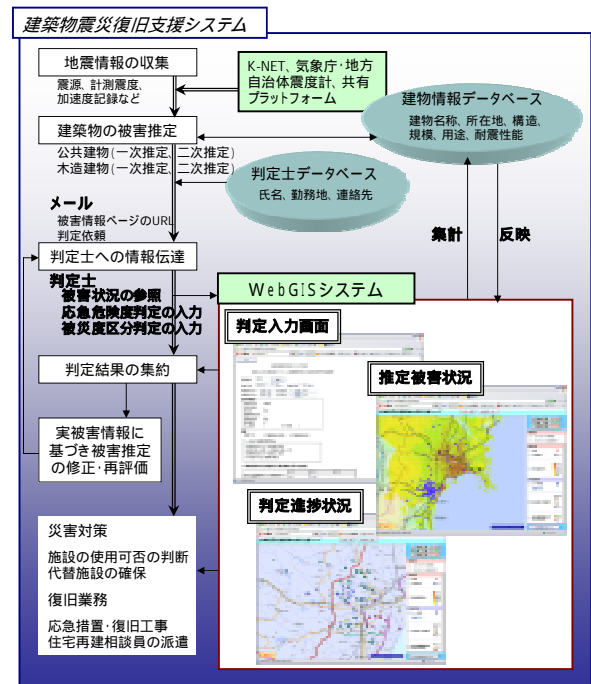 建築物震災復旧支援システム
地震情報の収集
震源、計測震度、
加速度記録など
K-NET、気象庁・地方
自治体震度計、共有
プラットフォーム
建物情報データベース
建物名称、所在地、構造、
規模、用途、耐震性能
建築物の被害推定
公共建物(一次推定、二次推定)
木造建物(一次推定、二次推定)
判定士データベース
氏名、勤務地、連絡先
メール
被害情報ページのURL
判定依頼
集計
反映
判定士への情報伝達
判定士
被害状況の参照
応急危険度判定の入力
被災度区分判定の入力
WebGISシステム
判定入力画面
判定結果の集約
推定被害状況
実被害情報に
基づき被害推定
の修正・再評価
判定進捗状況
災害対策
施設の使用可否の判断
代替施設の確保
復旧業務
応急措置・復旧工事
住宅再建相談員の派遣